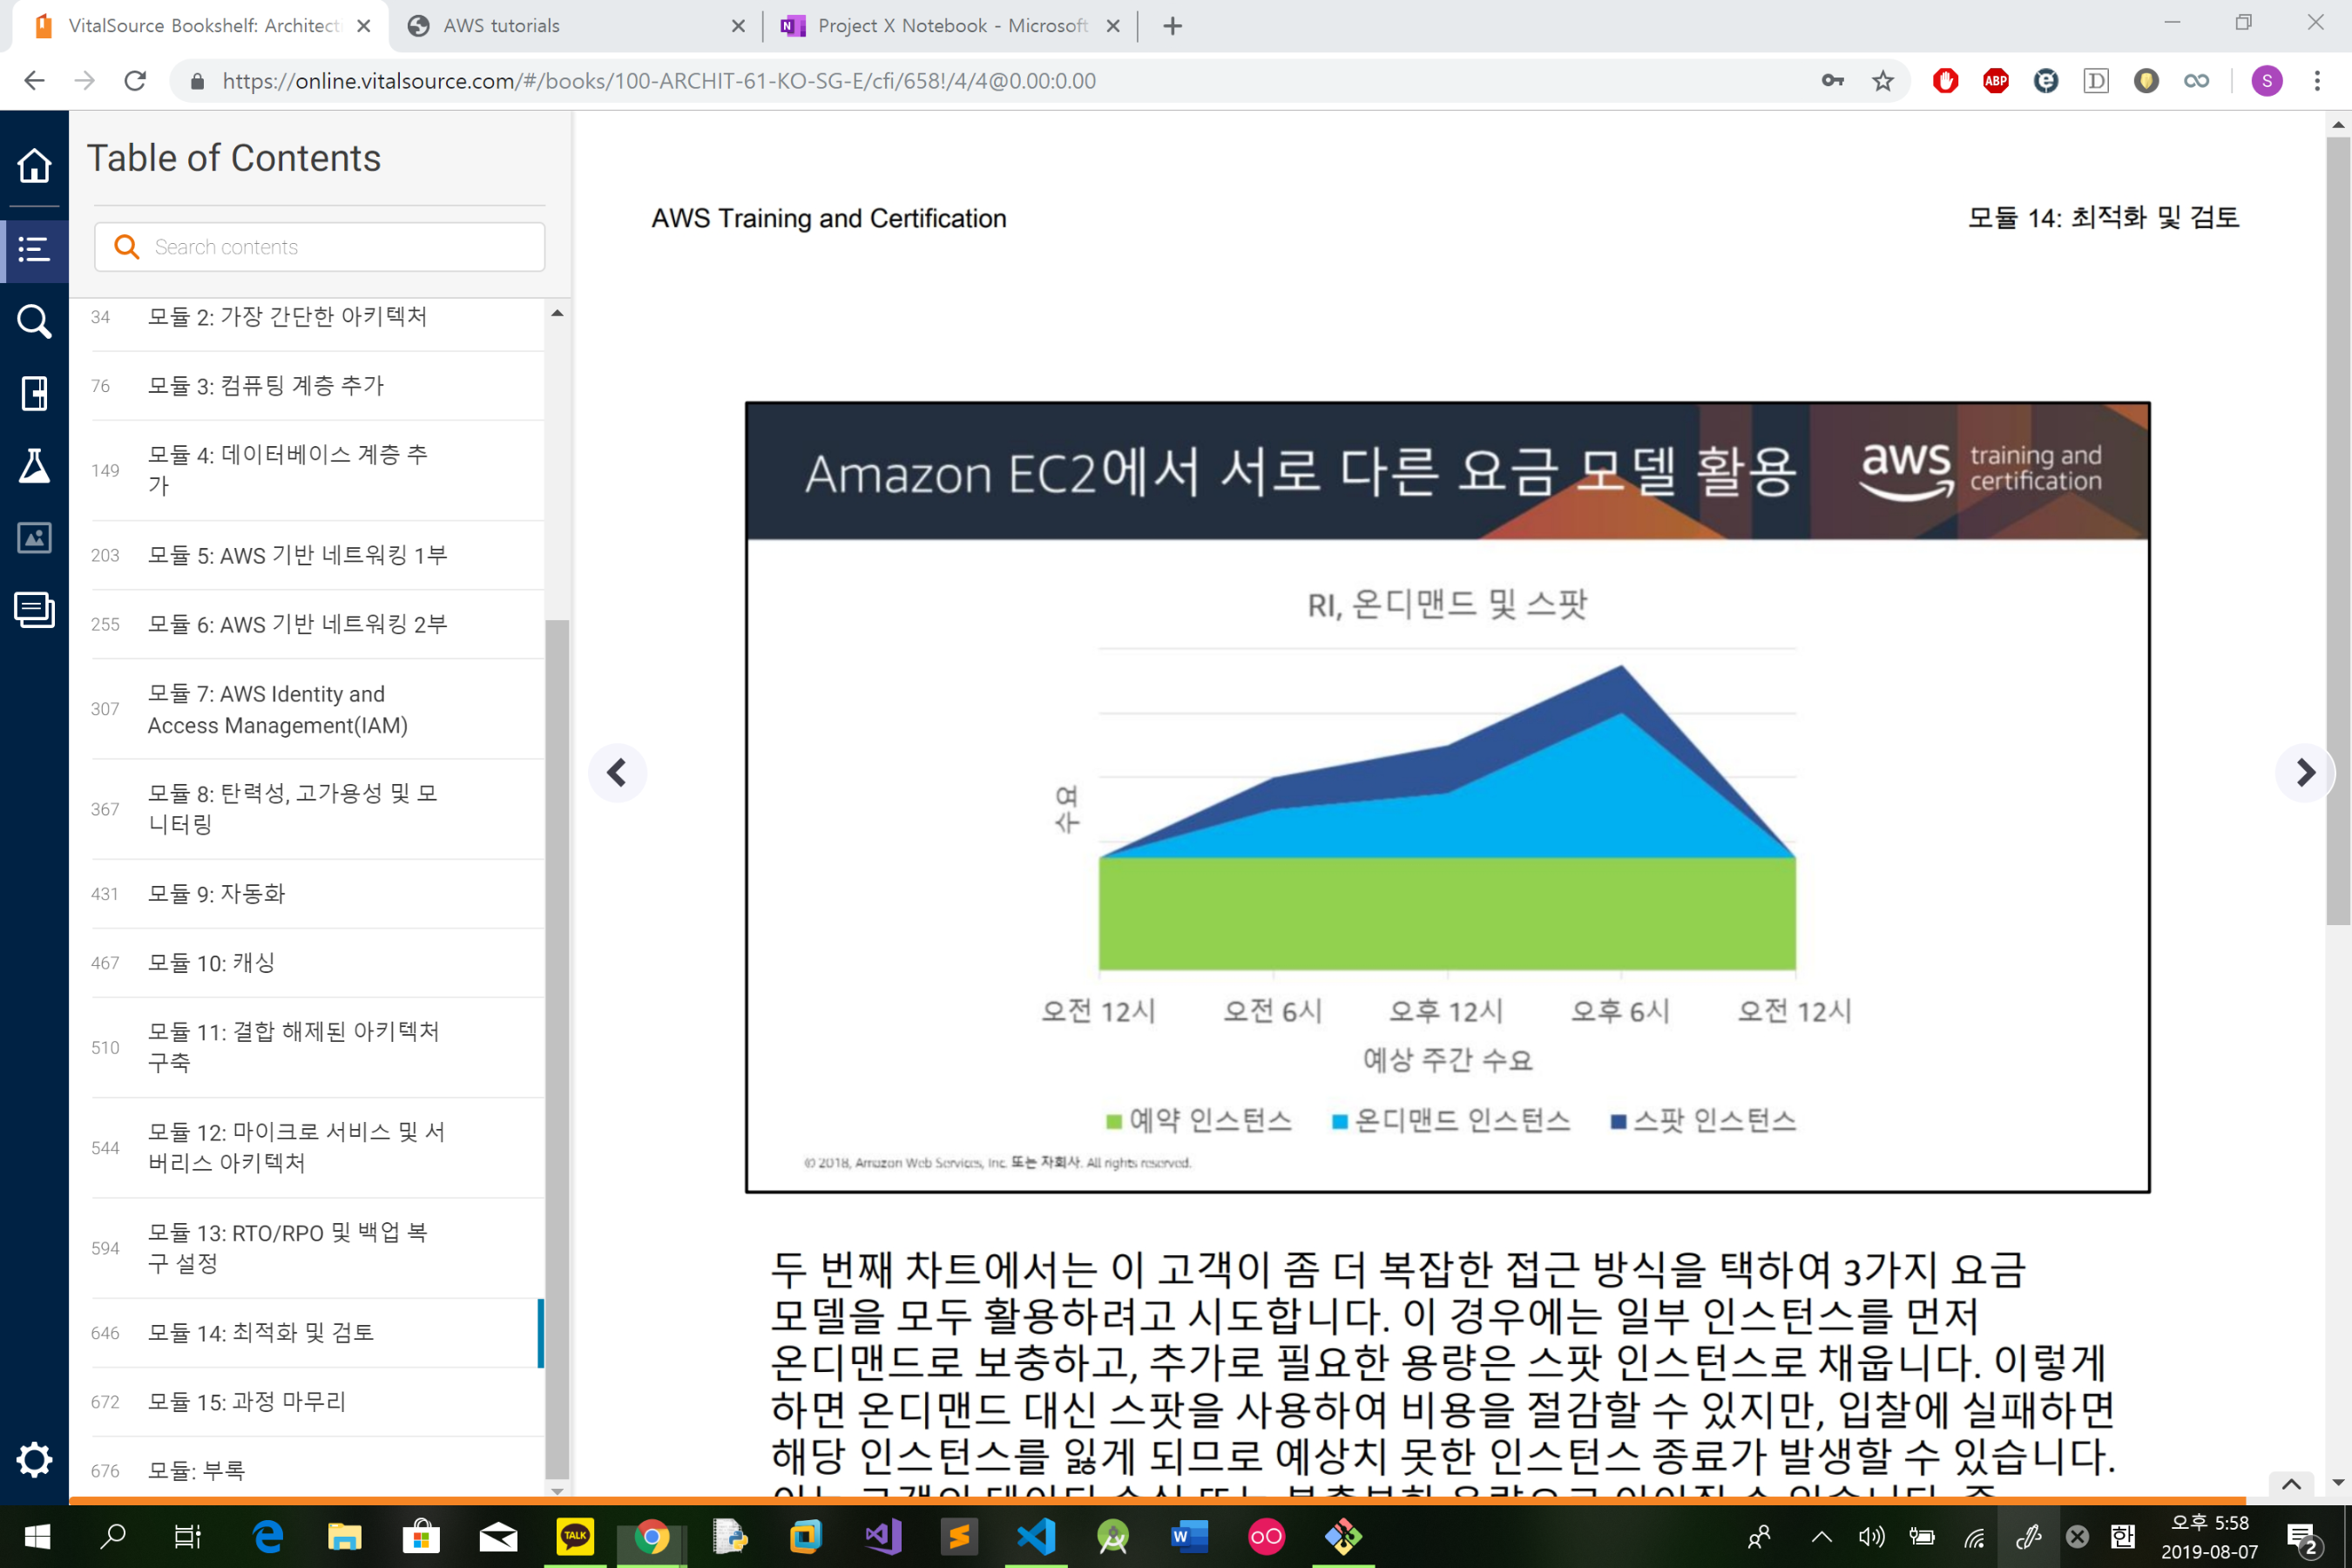 VitalSource Bookshelf: Architect
AWS tutorials
Project X Notebook - Microsoft
https://online.vitalsource.com/#/books/100-ARCHIT-61-KO-SG-E/cfi/658!/4/4@0.00:0.00
ABP
D
S
Table of Contents
Search contents
34 모듈 2: 가장 간단한 아키텍처
76 모듈 3: 컴퓨팅 계층 추가
149 모듈 4: 데이터베이스 계층 추
가
203 모듈 5: AWS 기반 네트워킹 1부
255 모듈 6: AWS 기반 네트워킹 2부
307 모듈 7: AWS Identity and
Access Management(IAM)
367 모듈 8: 탄력성, 고가용성 및 모
니터링
431 모듈 9: 자동화
467 모듈 10: 캐싱
510 모듈 11: 결합 해제된 아키텍처
구축
544 모듈 12: 마이크로 서비스 및 서
버리스 아키텍처
594 모듈 13: RTO/RPO 및 백업 복
구 설정
646 모듈 14: 최적화 및 검토
672 모듈 15: 과정 마무리
676 모듈: 부록
AWS Training and Certification
모듈 14: 최적화 및 검토
Amazon EC2에서 서로 다른 요금 모델 활용
aws training and
certification
RI, 온디맨드 및 스팟
수여
오전 12시 오전 6시 오후 12시 오후 6시 오전 12시
예상 주간 수요
예약 인스턴스 온디맨드 인스턴스 스팟 인스턴스
© 2018, Amazon Web Services, Inc. 또는 자회사. All rights reserved.
두 번째 차트에서는 이 고객이 좀 더 복잡한 접근 방식을 택하여 3가지 요금
모델을 모두 활용하려고 시도합니다. 이 경우에는 일부 인스턴스를 먼저
온디맨드로 보충하고, 추가로 필요한 용량은 스팟 인스턴스로 채웁니다. 이렇게
하면 온디맨드 대신 스팟을 사용하여 비용을 절감할 수 있지만, 입찰에 실패하면
해당 인스턴스를 잃게 되므로 예상치 못한 인스턴스 종료가 발생할 수 있습니다.
TALK
한
오후 5:58
2019-08-07
2